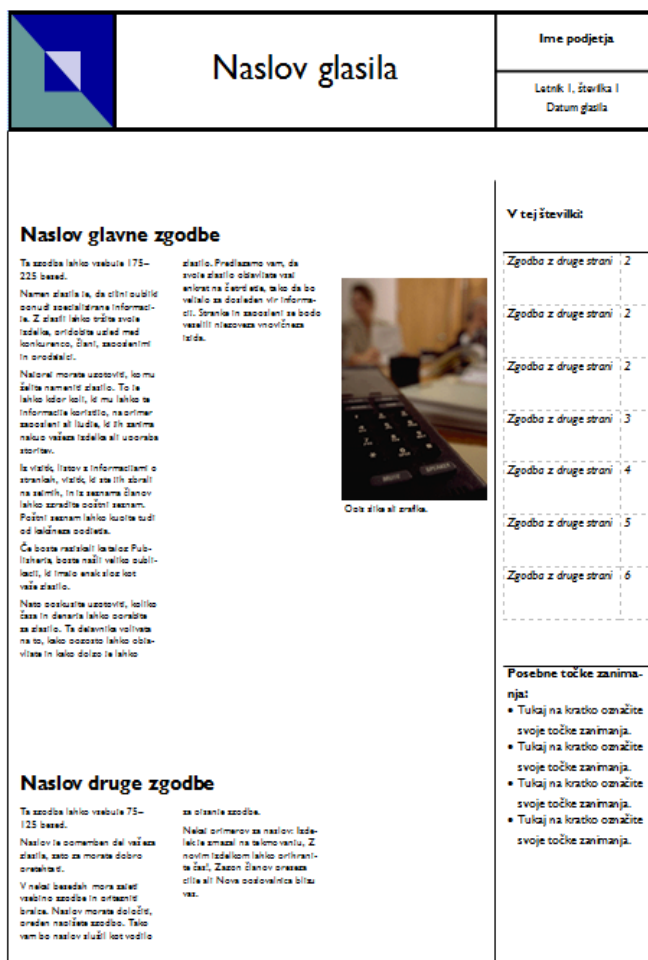 Naslov glasila
Ime podjetja
Letnik 1, številka 1
Datum glasila
Naslov glavne zgodbe
Ta zgodba lahko vsebuje 175–
225 besed.
Namen glasila je, da ciljni publiki
ponudi specializirane informaci-
je. Z glasili lahko tržite svoje
izdelke, pridobite ugled med
konkurenco, člani, zaposlenimi
in prodajalci.
Najprej morate ugotoviti, komu
želite nameniti glasilo. To je
lahko kdor koli, ki mu lahko te
informacije koristijo, na primer
zaposleni ali ljudje, ki jih zanima
nakup vašega izdelka ali uporaba
storitev.
Iz vizitk, listov z informacijami o
strankah, vizitk, ki ste jih zbrali
na sejmih, in iz seznama članov
lahko zgradite poštni seznam.
Poštni seznam lahko kupite tudi
od kakšnega podjetja.
Če boste raziskali katalog Pub-
lisherja, boste našli veliko publi-
kacij, ki imajo enak slog kot
vaše glasilo.
Nato poskusite ugotoviti, koliko
časa in denarja lahko porabite
za glasilo. Ta dejavnika vplivata
na to, kako pogosto lahko obja-
vljate in kako dolgo je lahko
glasilo. Predlagamo vam, da
svoje glasilo objavljate vsaj
enkrat na četrtletje, tako da bo
veljalo za dosleden vir informa-
cij. Stranke in zaposleni se bodo
veselili njegovega vnovičnega
izida.
Opis slike ali grafike.
V tej številki:
Zgodba z druge strani 2
Zgodba z druge strani 2
Zgodba z druge strani 2
Zgodba z druge strani 3
Zgodba z druge strani 4
Zgodba z druge strani 5
Zgodba z druge strani 6
Posebne točke zanima-
nja:
• Tukaj na kratko označite
svoje točke zanimanja.
• Tukaj na kratko označite
svoje točke zanimanja.
• Tukaj na kratko označite
svoje točke zanimanja.
• Tukaj na kratko označite
svoje točke zanimanja.
Naslov druge zgodbe
Ta zgodba lahko vsebuje 75–
125 besed.
Naslov je pomemben del vašega
glasila, zato ga morate dobro
pretehtati.
V nekaj besedah mora zajeti
vsebino zgodbe in pritegniti
bralce. Naslov morate določiti,
preden napišete zgodbo. Tako
vam bo naslov služil kot vodilo
za pisanje zgodbe.
Nekaj primerov za naslov: Izde-
lek je zmagal na tekmovanju, Z
novim izdelkom lahko prihrani-
te čas!, Zagon članov presega
cilje ali Nova poslovalnica blizu
vas.